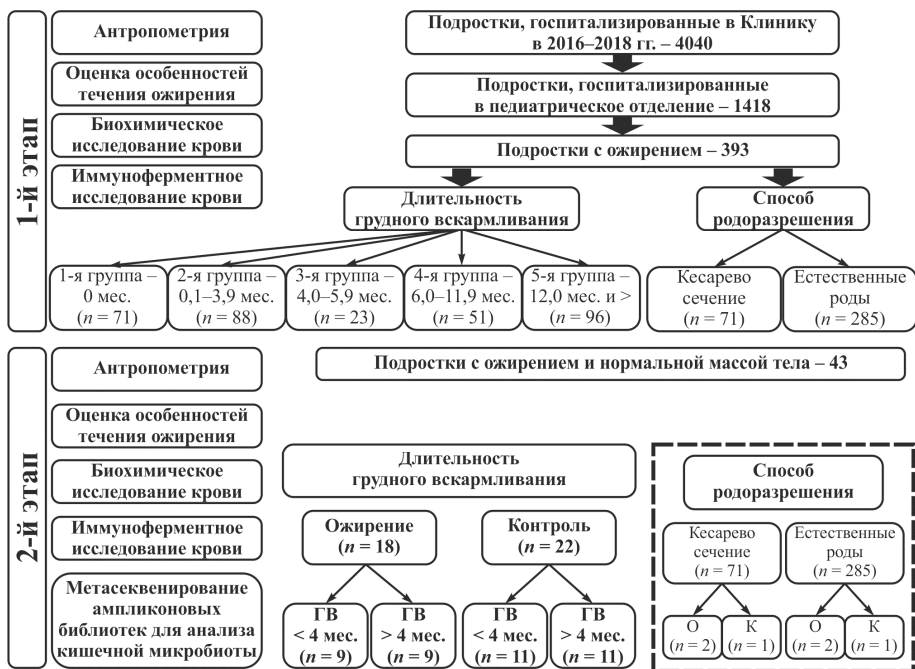 1-й этап
Антропометрия
Оценка особенностей
течения ожирения
Биохимическое
исследование крови
Иммуноферментное
исследование крови
Подростки, госпитализированные в Клинику
в 2016–2018 гг. – 4040
Подростки, госпитализированные
в педиатрическое отделение – 1418
Подростки с ожирением – 393
Длительность
грудного вскармливания
Способ
родоразрешения
1-я группа –
0 мес.
(n = 71)
2-я группа –
0,1–3,9 мес.
(n = 88)
3-я группа –
4,0–5,9 мес.
(n = 23)
4-я группа –
6,0–11,9 мес.
(n = 51)
5-я группа –
12,0 мес. и >
(n = 96)
Кесарево
сечение
(n = 71)
Естественные
роды
(n = 285)
2-й этап
Антропометрия
Оценка особенностей
течения ожирения
Биохимическое
исследование крови
Иммуноферментное
исследование крови
Метасеквенирование
ампликоновых
библиотек для анализа
кишечной микробиоты
Подростки с ожирением и нормальной массой тела – 43
Длительность
грудного вскармливания
Ожирение
(n = 18)
Контроль
(n = 22)
ГВ
< 4 мес.
(n = 9)
ГВ
> 4 мес.
(n = 9)
ГВ
< 4 мес.
(n = 11)
ГВ
> 4 мес.
(n = 11)
Способ
родоразрешения
Кесарево
сечение
(n = 71)
Естественные
роды
(n = 285)
О
(n = 2)
К
(n = 1)
О
(n = 2)
К
(n = 1)